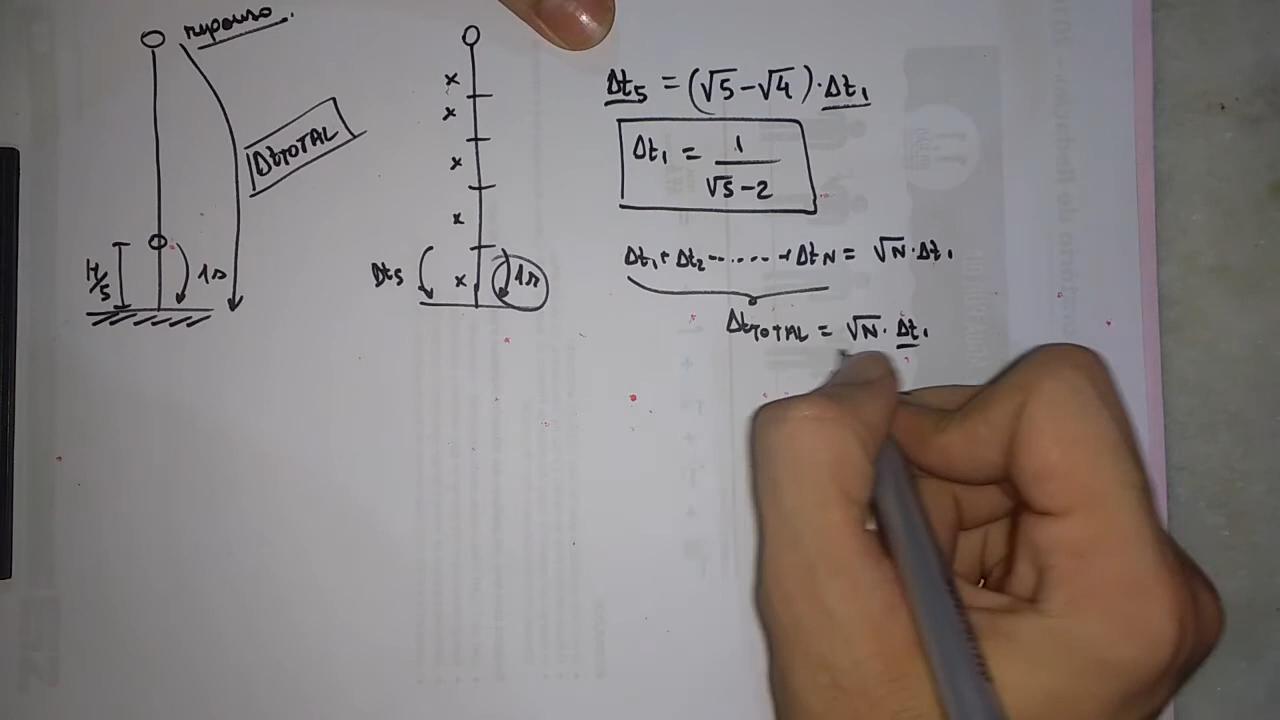 repouso.
ΔtTOTAL
H/5
1s
x
x
x
x
x
Δt5
1s
Δt5 = (√5-√4)·Δt1
Δt1 = 1/(√5-2)
Δt1+Δt2-......+ΔtN = √N·Δt1
ΔtTOTAL = √N·Δt1